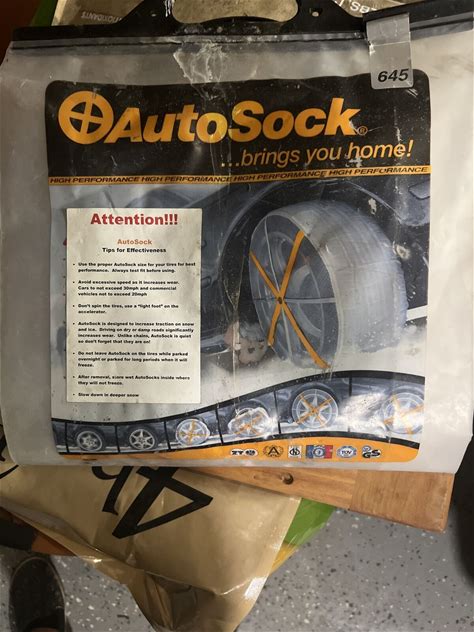 645
AutoSock®
...brings you home!
HIGH PERFORMANCE HIGH PERFORMANCE HIGH PERFORMANCE HIGH PERFORMANCE
Attention!!!
AutoSock
Tips for Effectiveness
Use the proper AutoSock size for your tires for best
performance. Always test fit before using.
Avoid excessive speed as it increases wear.
Cars not to exceed 30mph and commercial
vehicles not to exceed 20mph
Don't spin the tires, use a "light foot" on the
accelerator.
AutoSock is designed to increase traction on snow
and ice. Driving on dry or damp roads significantly
increases wear. Unlike chains, AutoSock is quiet
so don't forget that they are on!
Do not leave AutoSock on the tires while parked
overnight or parked for long periods when it will
freeze.
After removal, store wet AutoSocks inside where
they will not freeze.
Slow down in deeper snow
TÜV
GS